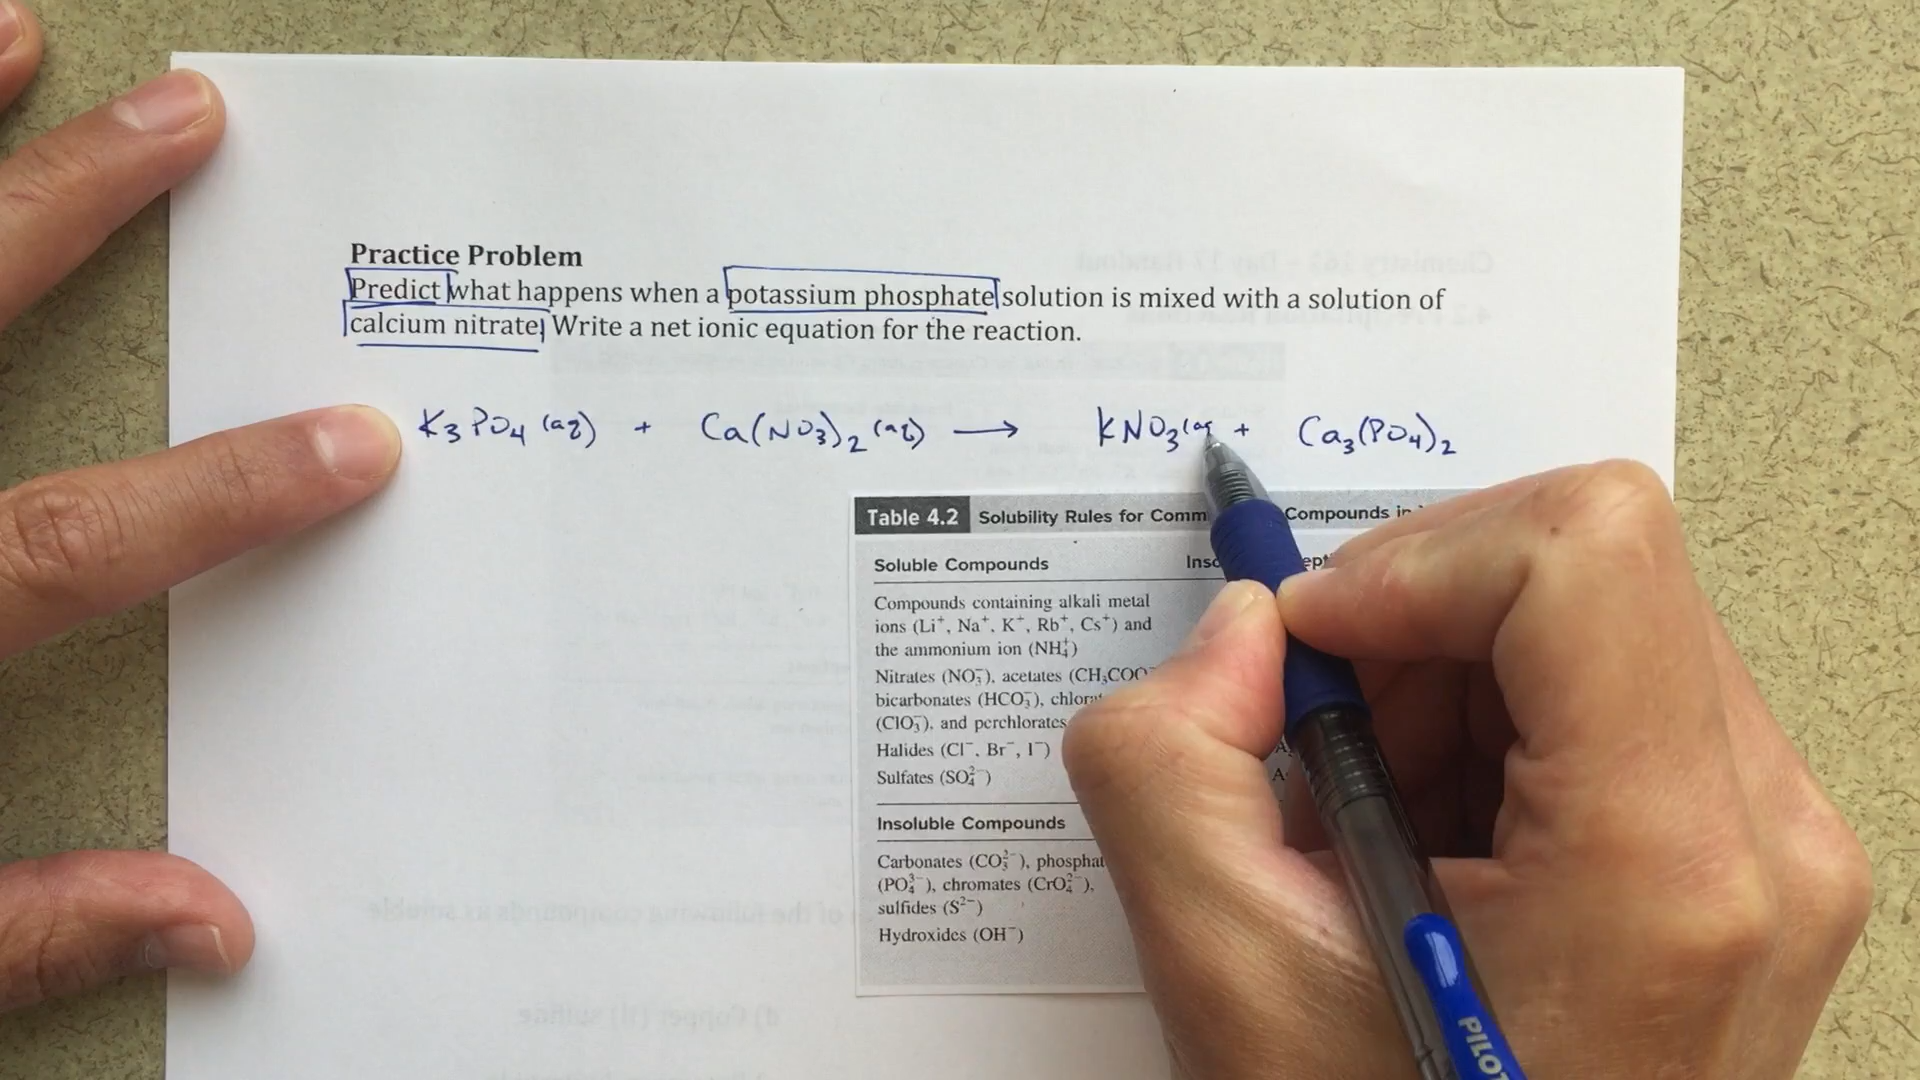 Practice Problem
Predict what happens when a potassium phosphate solution is mixed with a solution of
calcium nitrate. Write a net ionic equation for the reaction.
K₃PO₄ (aq) + Ca(NO₃)₂ (aq) → KNO₃(aq + Ca₃(PO₄)₂
Table 4.2 Solubility Rules for Compounds in
Soluble Compounds
Compounds containing alkali metal
ions (Li⁺, Na⁺, K⁺, Rb⁺, Cs⁺) and
the ammonium ion (NH₄⁺)
Nitrates (NO₃⁻), acetates (CH₃COO⁻
bicarbonates (HCO₃⁻),
(ClO₃⁻), and perchlorates
Halides (Cl⁻, Br⁻, I⁻)
Sulfates (SO₄²⁻)
Insoluble Compounds
Carbonates (CO₃²⁻), phosphat
(PO₄³⁻), chromates (CrO₄²⁻),
sulfides (S²⁻)
Hydroxides (OH⁻)
PILOT